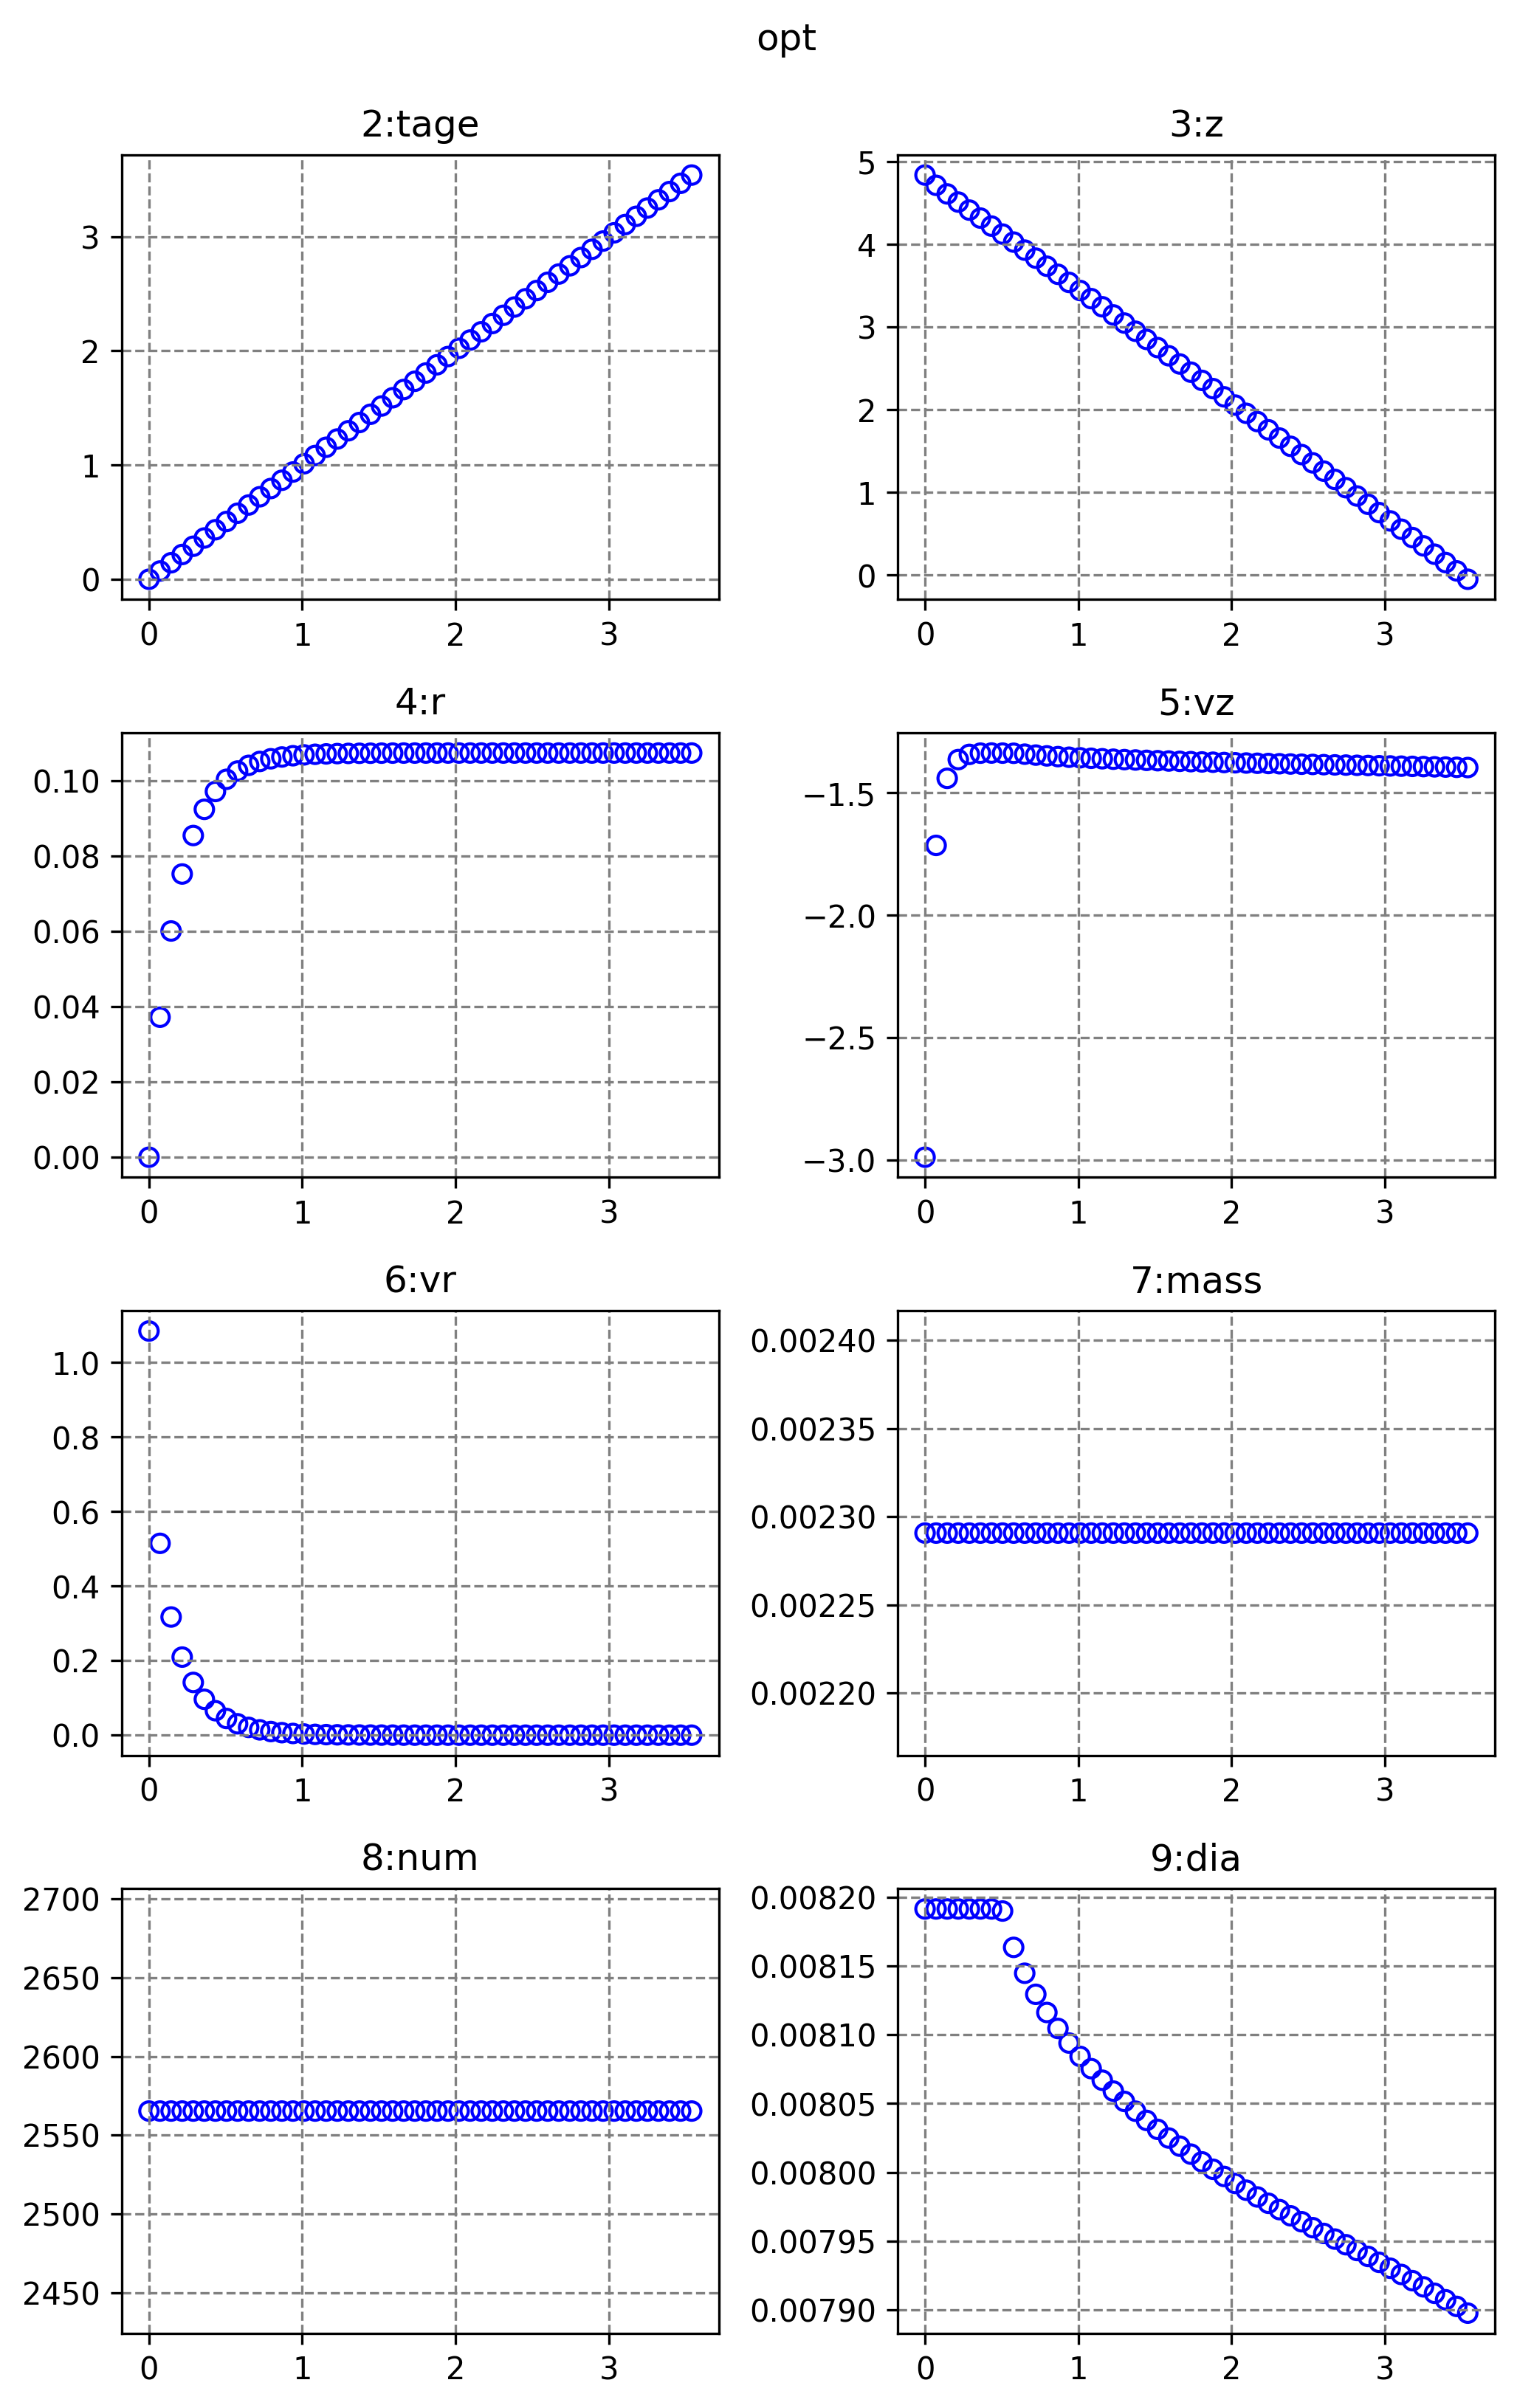 opt
2:tage
3
2
1
0
0 1 2 3
3:z
5
4
3
2
1
0
0 1 2 3
4:r
0.10
0.08
0.06
0.04
0.02
0.00
0 1 2 3
5:vz
−1.5
−2.0
−2.5
−3.0
0 1 2 3
6:vr
1.0
0.8
0.6
0.4
0.2
0.0
0 1 2 3
7:mass
0.00240
0.00235
0.00230
0.00225
0.00220
0 1 2 3
8:num
2700
2650
2600
2550
2500
2450
0 1 2 3
9:dia
0.00820
0.00815
0.00810
0.00805
0.00800
0.00795
0.00790
0 1 2 3